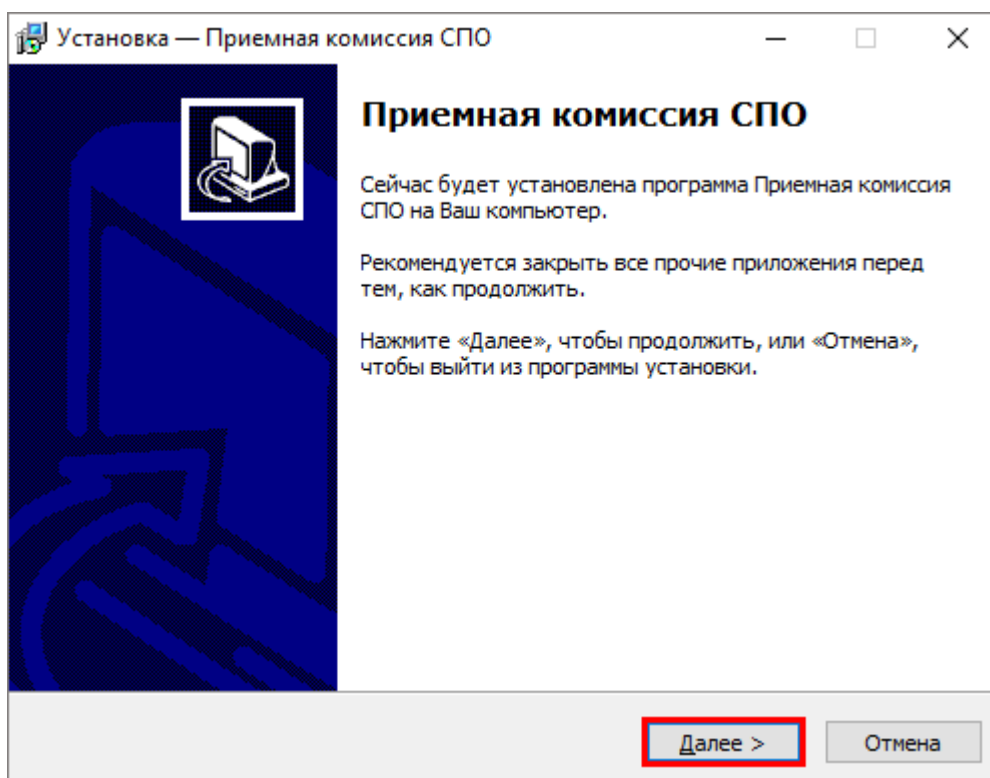 Установка — Приемная комиссия СПО
Приемная комиссия СПО
Сейчас будет установлена программа Приемная комиссия
СПО на Ваш компьютер.
Рекомендуется закрыть все прочие приложения перед
тем, как продолжить.
Нажмите «Далее», чтобы продолжить, или «Отмена»,
чтобы выйти из программы установки.
Далее >
Отмена